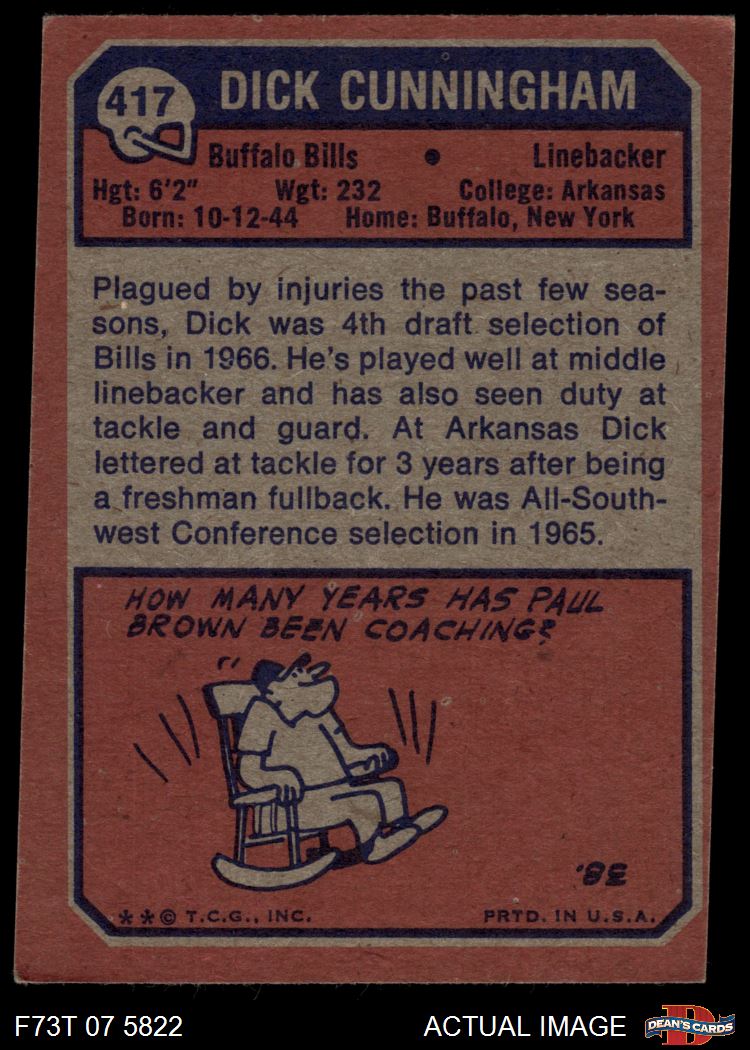 417
DICK CUNNINGHAM
Buffalo Bills • Linebacker
Hgt: 6'2" Wgt: 232 College: Arkansas
Born: 10-12-44 Home: Buffalo, New York
Plagued by injuries the past few sea-
sons, Dick was 4th draft selection of
Bills in 1966. He's played well at middle
linebacker and has also seen duty at
tackle and guard. At Arkansas Dick
lettered at tackle for 3 years after being
a freshman fullback. He was All-South-
west Conference selection in 1965.
HOW MANY YEARS HAS PAUL
BROWN BEEN COACHING?
38.
**© T.C.G., INC. PRTD. IN U.S.A.
F73T 07 5822 ACTUAL IMAGE D DEAN'S CARDS